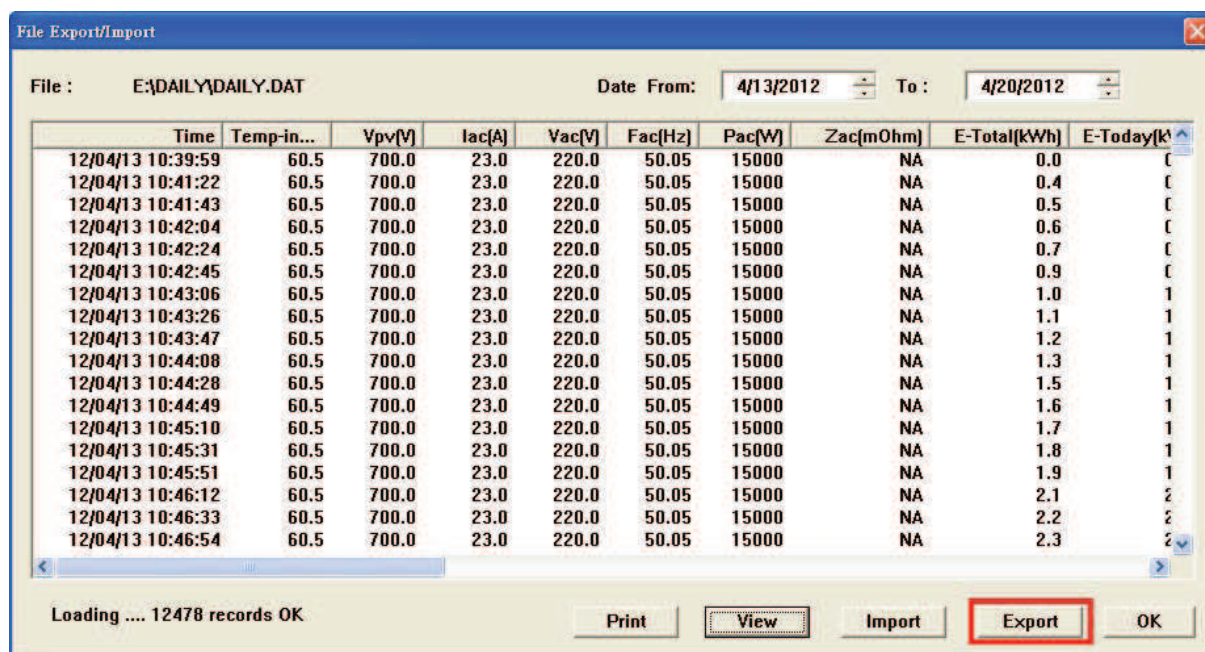 File Export/Import
File : E:\DAILY\DAILY.DAT Date From: 4/13/2012 To : 4/20/2012
Time Temp-in... Vpv(V) Iac(A) Vac(V) Fac(Hz) Pac(W) Zac(mOhm) E-Total(kWh) E-Today(k
12/04/13 10:39:59 60.5 700.0 23.0 220.0 50.05 15000 NA 0.0
12/04/13 10:41:22 60.5 700.0 23.0 220.0 50.05 15000 NA 0.4
12/04/13 10:41:43 60.5 700.0 23.0 220.0 50.05 15000 NA 0.5
12/04/13 10:42:04 60.5 700.0 23.0 220.0 50.05 15000 NA 0.6
12/04/13 10:42:24 60.5 700.0 23.0 220.0 50.05 15000 NA 0.7
12/04/13 10:42:45 60.5 700.0 23.0 220.0 50.05 15000 NA 0.9
12/04/13 10:43:06 60.5 700.0 23.0 220.0 50.05 15000 NA 1.0 1
12/04/13 10:43:26 60.5 700.0 23.0 220.0 50.05 15000 NA 1.1 1
12/04/13 10:43:47 60.5 700.0 23.0 220.0 50.05 15000 NA 1.2 1
12/04/13 10:44:08 60.5 700.0 23.0 220.0 50.05 15000 NA 1.3 1
12/04/13 10:44:28 60.5 700.0 23.0 220.0 50.05 15000 NA 1.5 1
12/04/13 10:44:49 60.5 700.0 23.0 220.0 50.05 15000 NA 1.6 1
12/04/13 10:45:10 60.5 700.0 23.0 220.0 50.05 15000 NA 1.7 1
12/04/13 10:45:31 60.5 700.0 23.0 220.0 50.05 15000 NA 1.8 1
12/04/13 10:45:51 60.5 700.0 23.0 220.0 50.05 15000 NA 1.9 1
12/04/13 10:46:12 60.5 700.0 23.0 220.0 50.05 15000 NA 2.1 2
12/04/13 10:46:33 60.5 700.0 23.0 220.0 50.05 15000 NA 2.2 2
12/04/13 10:46:54 60.5 700.0 23.0 220.0 50.05 15000 NA 2.3 2
Loading .... 12478 records OK Print View Import Export OK